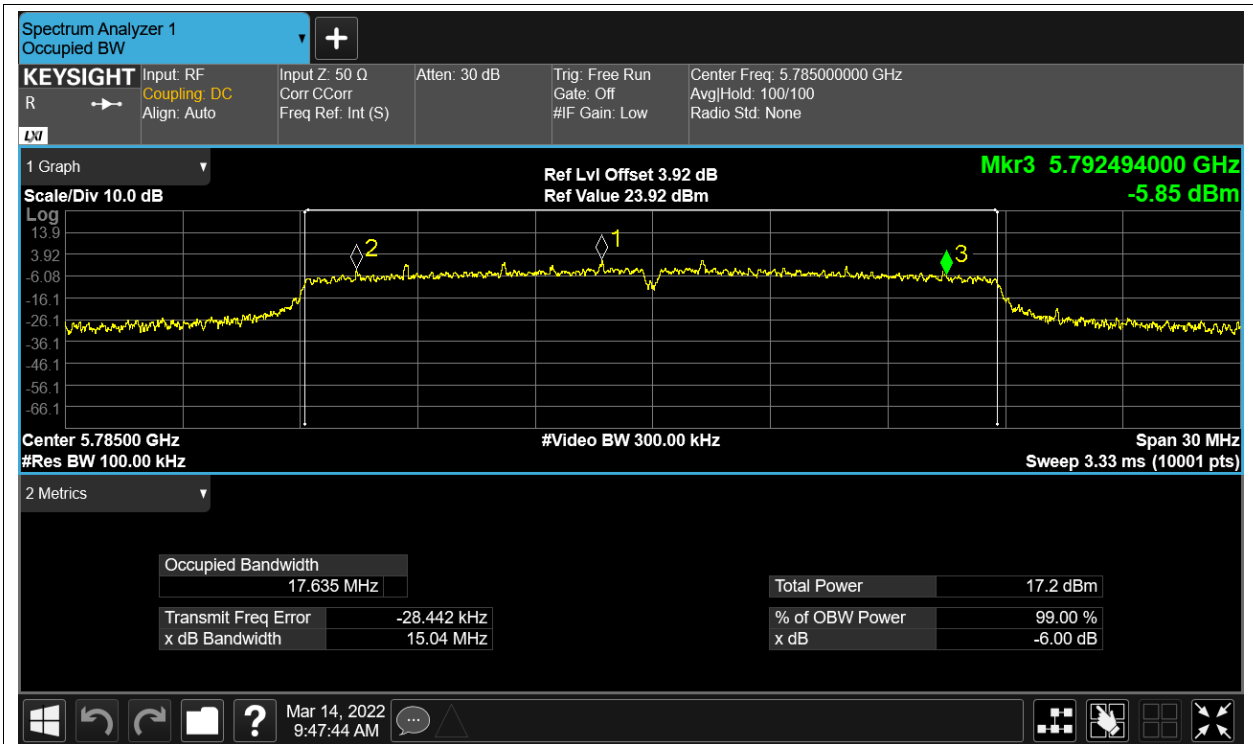 Spectrum Analyzer 1
Occupied BW
KEYSIGHT
R
LXI
Input: RF
Coupling: DC
Align: Auto
Input Z: 50 Ω
Corr CCorr
Freq Ref: Int (S)
Atten: 30 dB
Trig: Free Run
Gate: Off
#IF Gain: Low
Center Freq: 5.785000000 GHz
Avg|Hold: 100/100
Radio Std: None
1 Graph
Scale/Div 10.0 dB
Ref Lvl Offset 3.92 dB
Ref Value 23.92 dBm
Mkr3 5.792494000 GHz
-5.85 dBm
Log
13.9
3.92
-6.08
-16.1
-26.1
-36.1
-46.1
-56.1
-66.1
2
1
3
Center 5.78500 GHz
#Res BW 100.00 kHz
#Video BW 300.00 kHz
Span 30 MHz
Sweep 3.33 ms (10001 pts)
2 Metrics
Occupied Bandwidth
17.635 MHz
Transmit Freq Error -28.442 kHz
x dB Bandwidth 15.04 MHz
Total Power 17.2 dBm
% of OBW Power 99.00 %
x dB -6.00 dB
?
Mar 14, 2022
9:47:44 AM